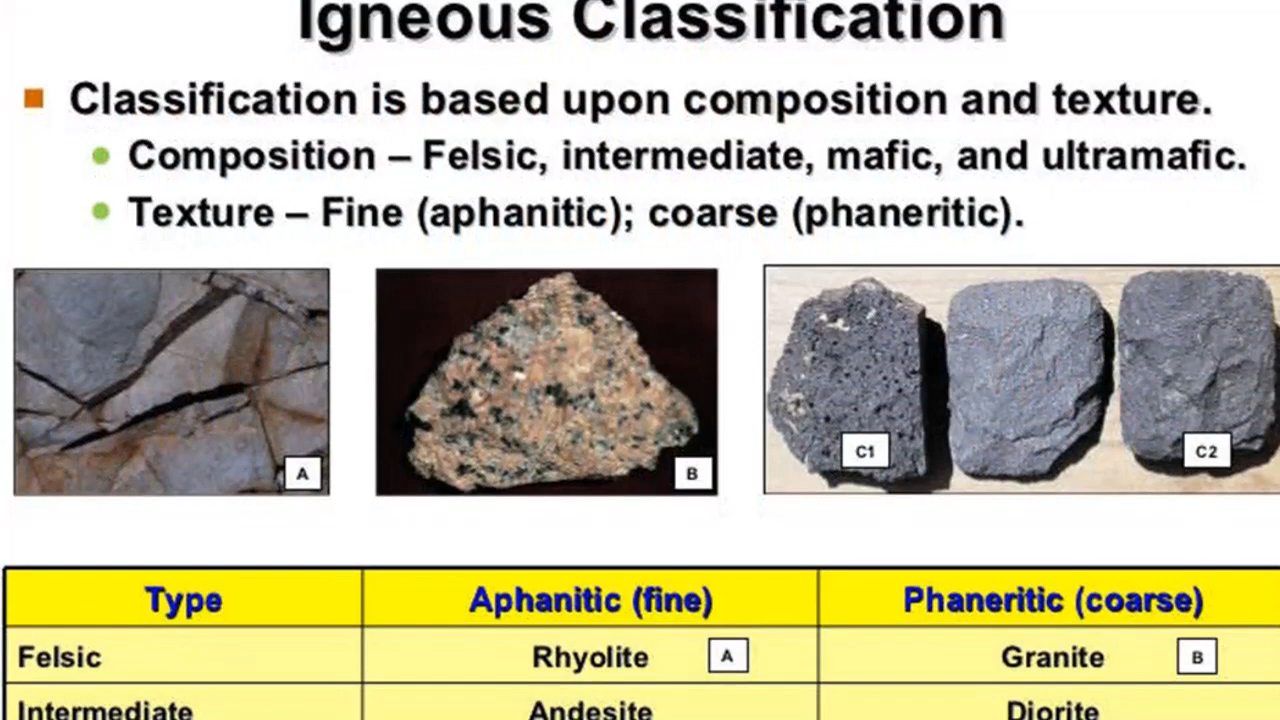 Igneous Classification
Classification is based upon composition and texture.
Composition – Felsic, intermediate, mafic, and ultramafic.
Texture – Fine (aphanitic); coarse (phaneritic).
A
B
C1
C2
Type Aphanitic (fine) Phaneritic (coarse)
Felsic Rhyolite A Granite B
Intermediate Andesite Diorite